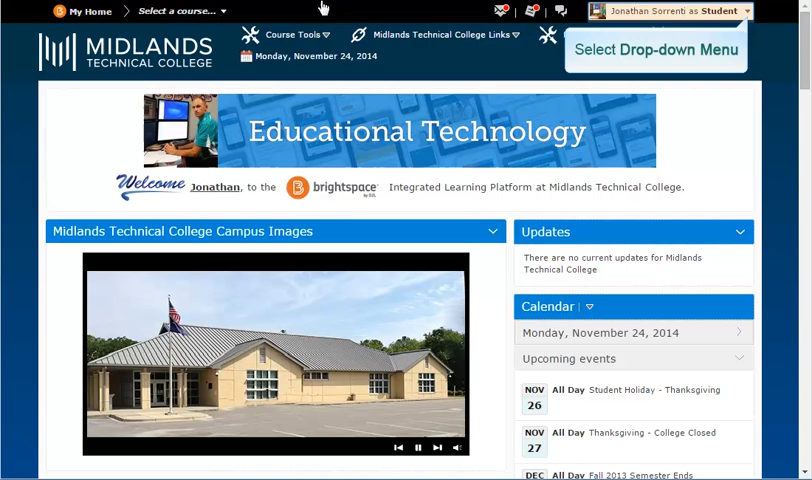 My Home
Select a course...
Jonathan Sorrenti as Student
MIDLANDS
TECHNICAL COLLEGE
Course Tools
Midlands Technical College Links
Monday, November 24, 2014
Select Drop-down Menu
Educational Technology
Welcome Jonathan, to the brightspace Integrated Learning Platform at Midlands Technical College.
Midlands Technical College Campus Images
Updates
There are no current updates for Midlands
Technical College
Calendar
Monday, November 24, 2014
Upcoming events
NOV
26
All Day Student Holiday - Thanksgiving
NOV
27
All Day Thanksgiving - College Closed
DEC
All Day Fall 2013 Semester Ends